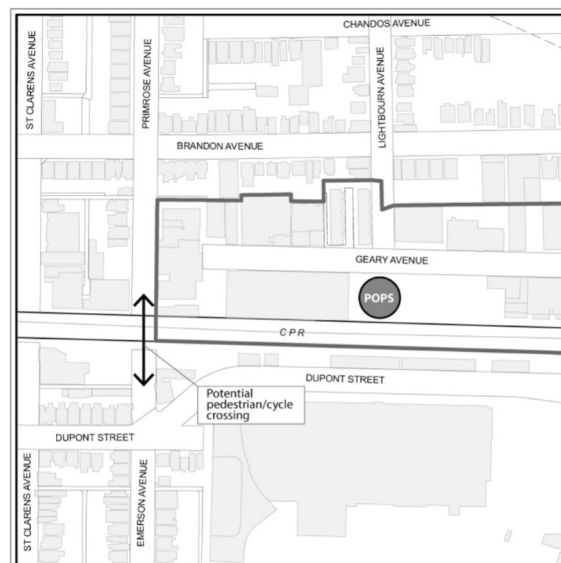 CHANDOS AVENUE
ST CLARENS AVENUE
PRIMROSE AVENUE
LIGHTBOURN AVENUE
BRANDON AVENUE
GEARY AVENUE
POPS
CPR
DUPONT STREET
Potential
pedestrian/cycle
crossing
DUPONT STREET
ST CLARENS AVENUE
EMERSON AVENUE